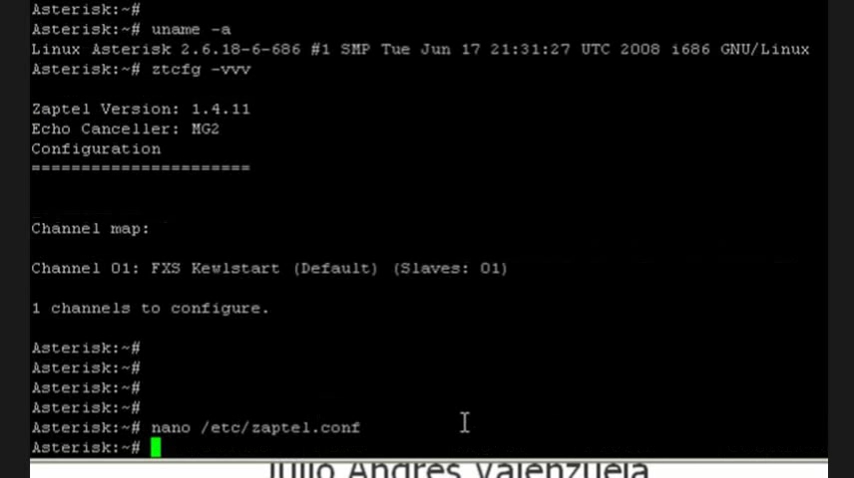 Asterisk:~#
Asterisk:~# uname -a
Linux Asterisk 2.6.18-6-686 #1 SMP Tue Jun 17 21:31:27 UTC 2008 i686 GNU/Linux
Asterisk:~# ztcfg -vvv
Zaptel Version: 1.4.11
Echo Canceller: MG2
Configuration
======================
Channel map:
Channel 01: FXS Kewlstart (Default) (Slaves: 01)
1 channels to configure.
Asterisk:~#
Asterisk:~#
Asterisk:~#
Asterisk:~#
Asterisk:~# nano /etc/zaptel.conf
Asterisk:~#
Julio Andres Valenzuela